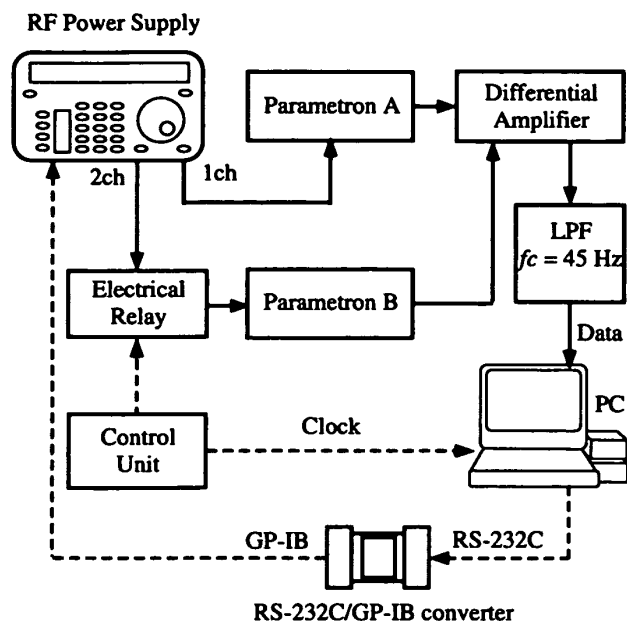 RF Power Supply
Parametron A
Differential
Amplifier
2ch
1ch
LPF
fc = 45 Hz
Electrical
Relay
Parametron B
Data
PC
Control
Unit
Clock
GP-IB
RS-232C
RS-232C/GP-IB converter